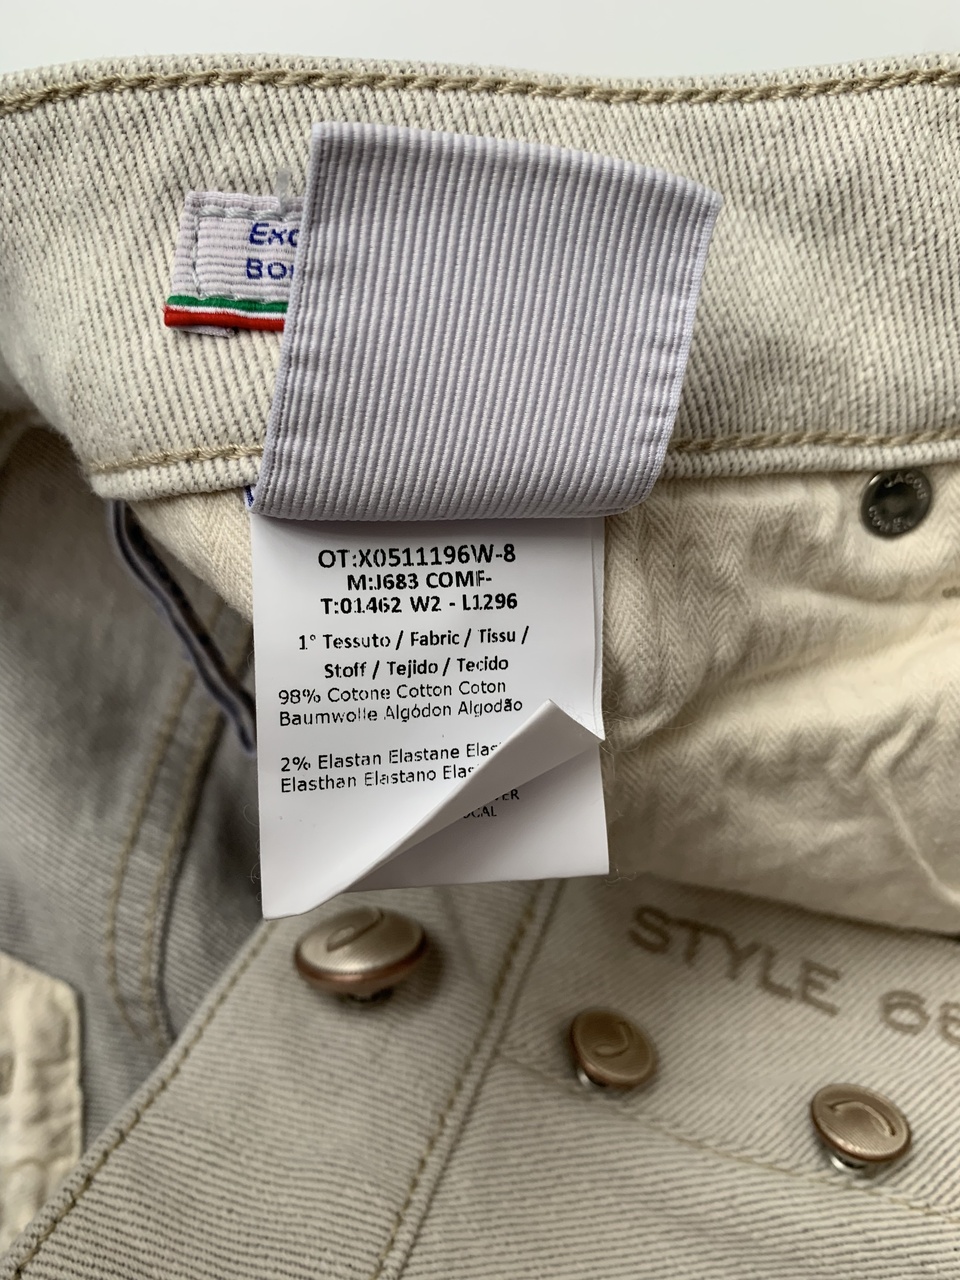 OT:X0511196W-8
M:J683 COMF-
T:01462 W2 - L1296
1° Tessuto / Fabric / Tissu /
Stoff / Tejido / Tecido
98% Cotone Cotton Coton
Baumwolle Algódon Algodão
2% Elastan Elastane
Elasthan Elastano
STYLE
JACOB